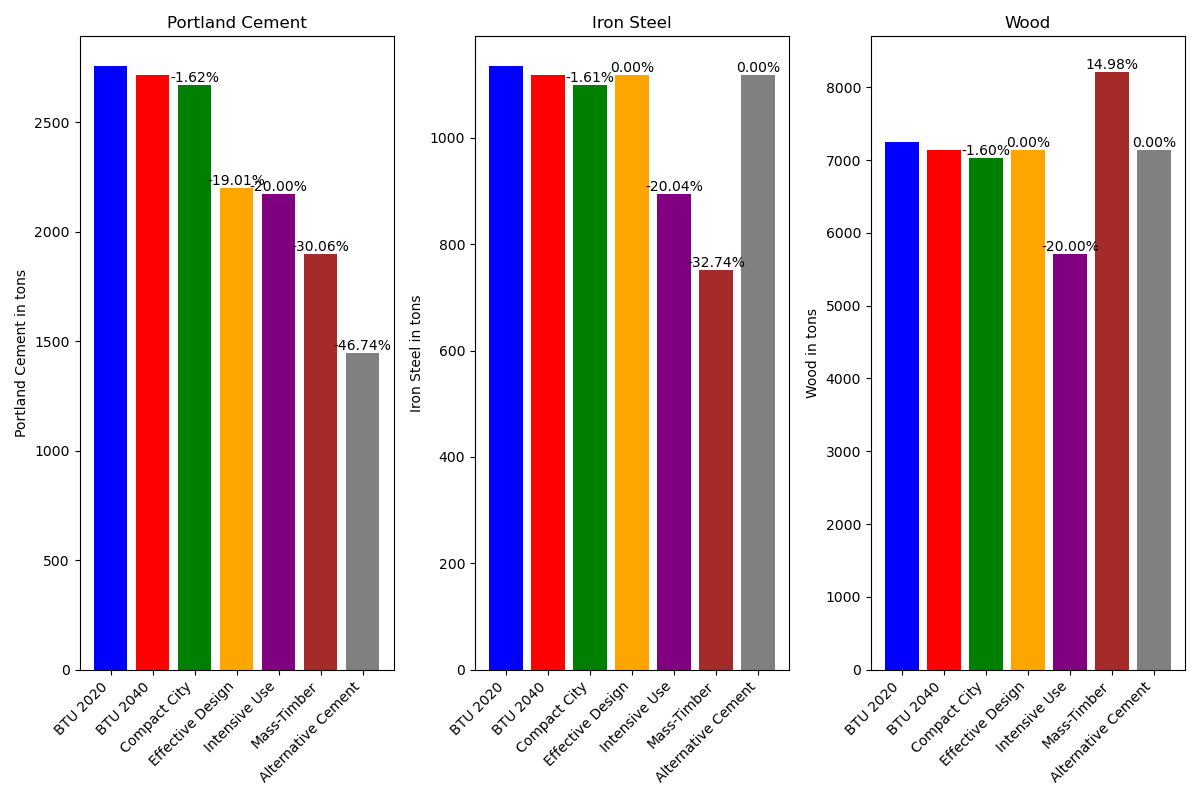 Portland Cement
Portland Cement in tons
2500
2000
1500
1000
500
0
-1.62%
-19.01%
-20.00%
-30.06%
-46.74%
BTU 2020
BTU 2040
Compact City
Effective Design
Intensive Use
Mass-Timber
Alternative Cement
Iron Steel
Iron Steel in tons
1000
800
600
400
200
0
-1.61%
0.00%
-20.04%
-32.74%
0.00%
BTU 2020
BTU 2040
Compact City
Effective Design
Intensive Use
Mass-Timber
Alternative Cement
Wood
Wood in tons
8000
7000
6000
5000
4000
3000
2000
1000
0
-1.60%
0.00%
-20.00%
14.98%
0.00%
BTU 2020
BTU 2040
Compact City
Effective Design
Intensive Use
Mass-Timber
Alternative Cement